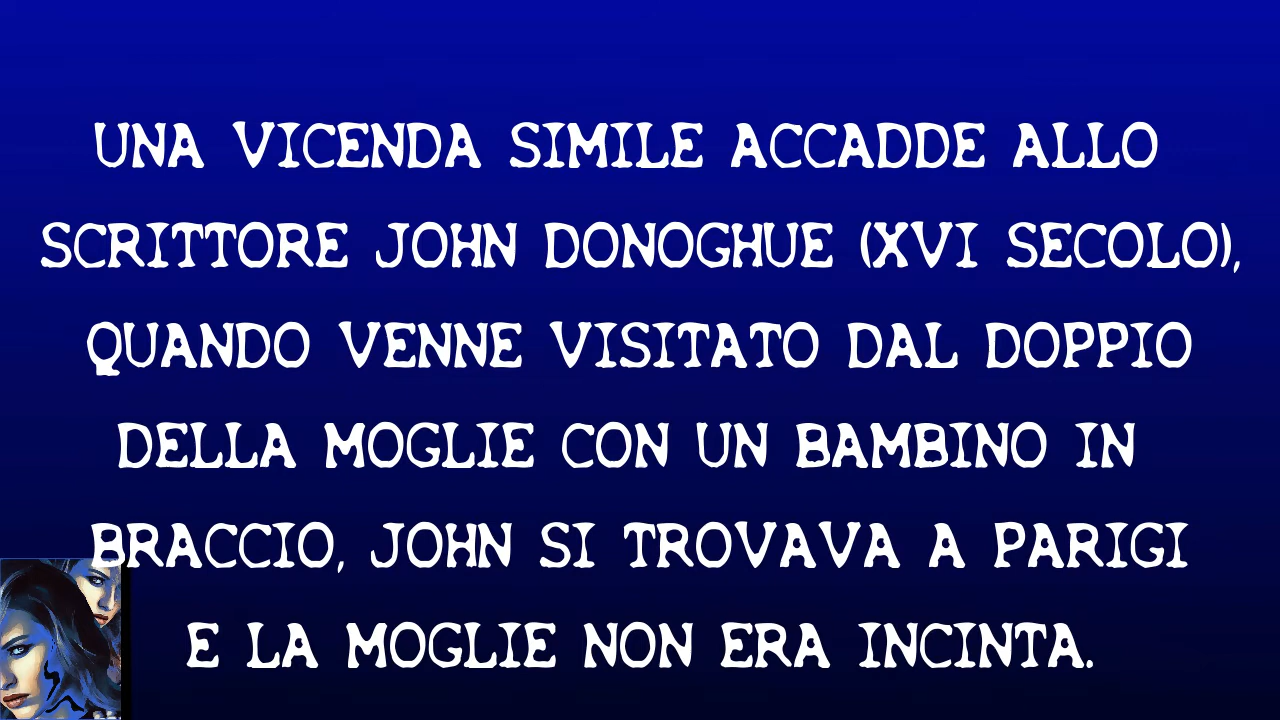 UNA VICENDA SIMILE ACCADDE ALLO
SCRITTORE JOHN DONOGHUE (XVI SECOLO),
QUANDO VENNE VISITATO DAL DOPPIO
DELLA MOGLIE CON UN BAMBINO IN
BRACCIO, JOHN SI TROVAVA A PARIGI
E LA MOGLIE NON ERA INCINTA.